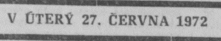 V ÚTERÝ 27. ČERVNA 1972